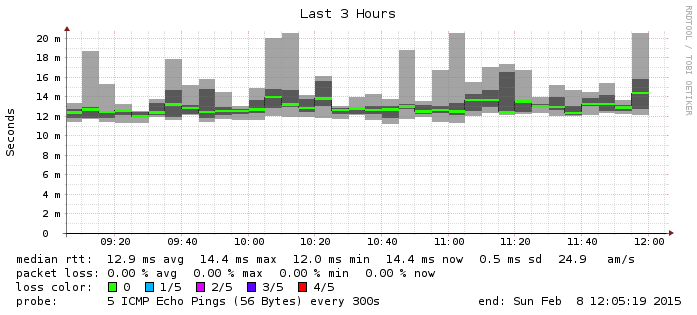 Last 3 Hours
RRDTOOL / TOBI OETIKER
Seconds
20 m
18 m
16 m
14 m
12 m
10 m
8 m
6 m
4 m
2 m
0
09:20 09:40 10:00 10:20 10:40 11:00 11:20 11:40 12:00
median rtt: 12.9 ms avg 14.4 ms max 12.0 ms min 14.4 ms now 0.5 ms sd 24.9 am/s
packet loss: 0.00 % avg 0.00 % max 0.00 % min 0.00 % now
loss color: 0 1/5 2/5 3/5 4/5
probe: 5 ICMP Echo Pings (56 Bytes) every 300s end: Sun Feb 8 12:05:19 2015